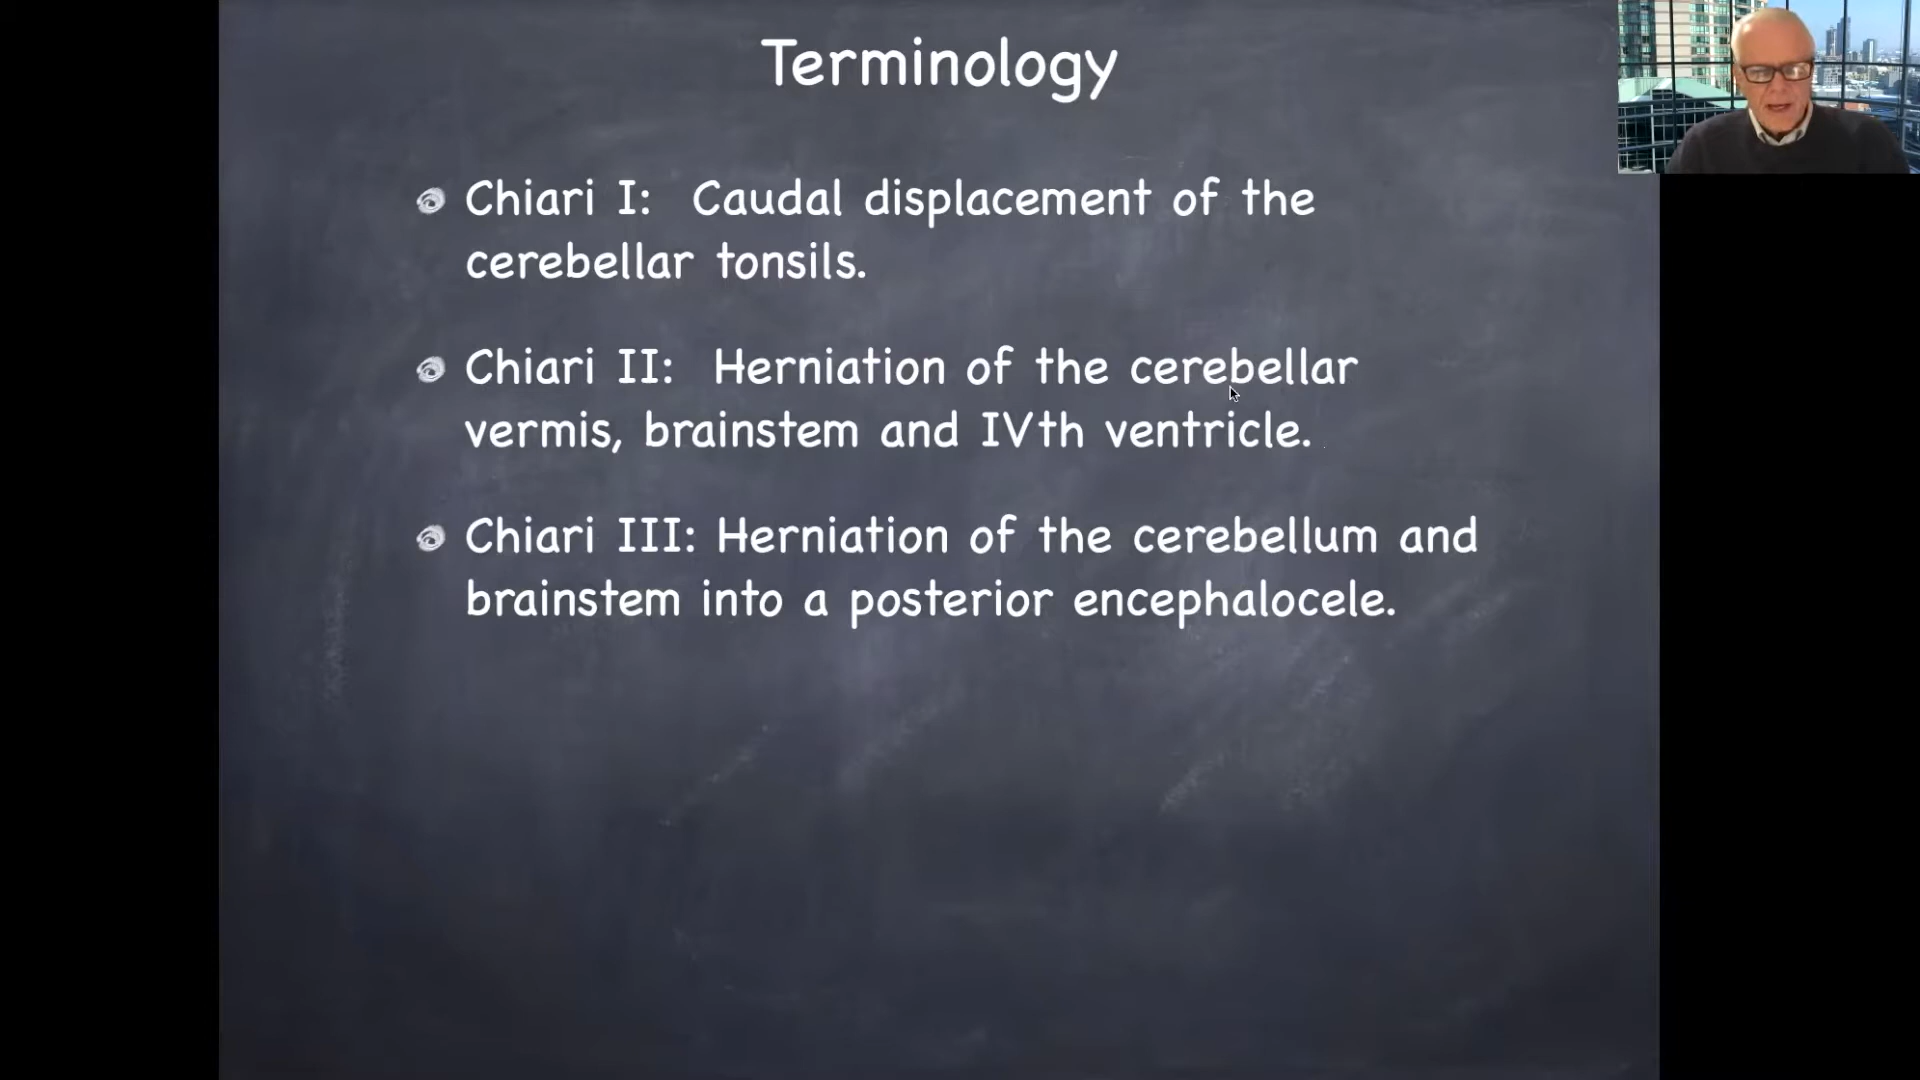 Terminology
Chiari I: Caudal displacement of the
cerebellar tonsils.
Chiari II: Herniation of the cerebellar
vermis, brainstem and IVth ventricle.
Chiari III: Herniation of the cerebellum and
brainstem into a posterior encephalocele.